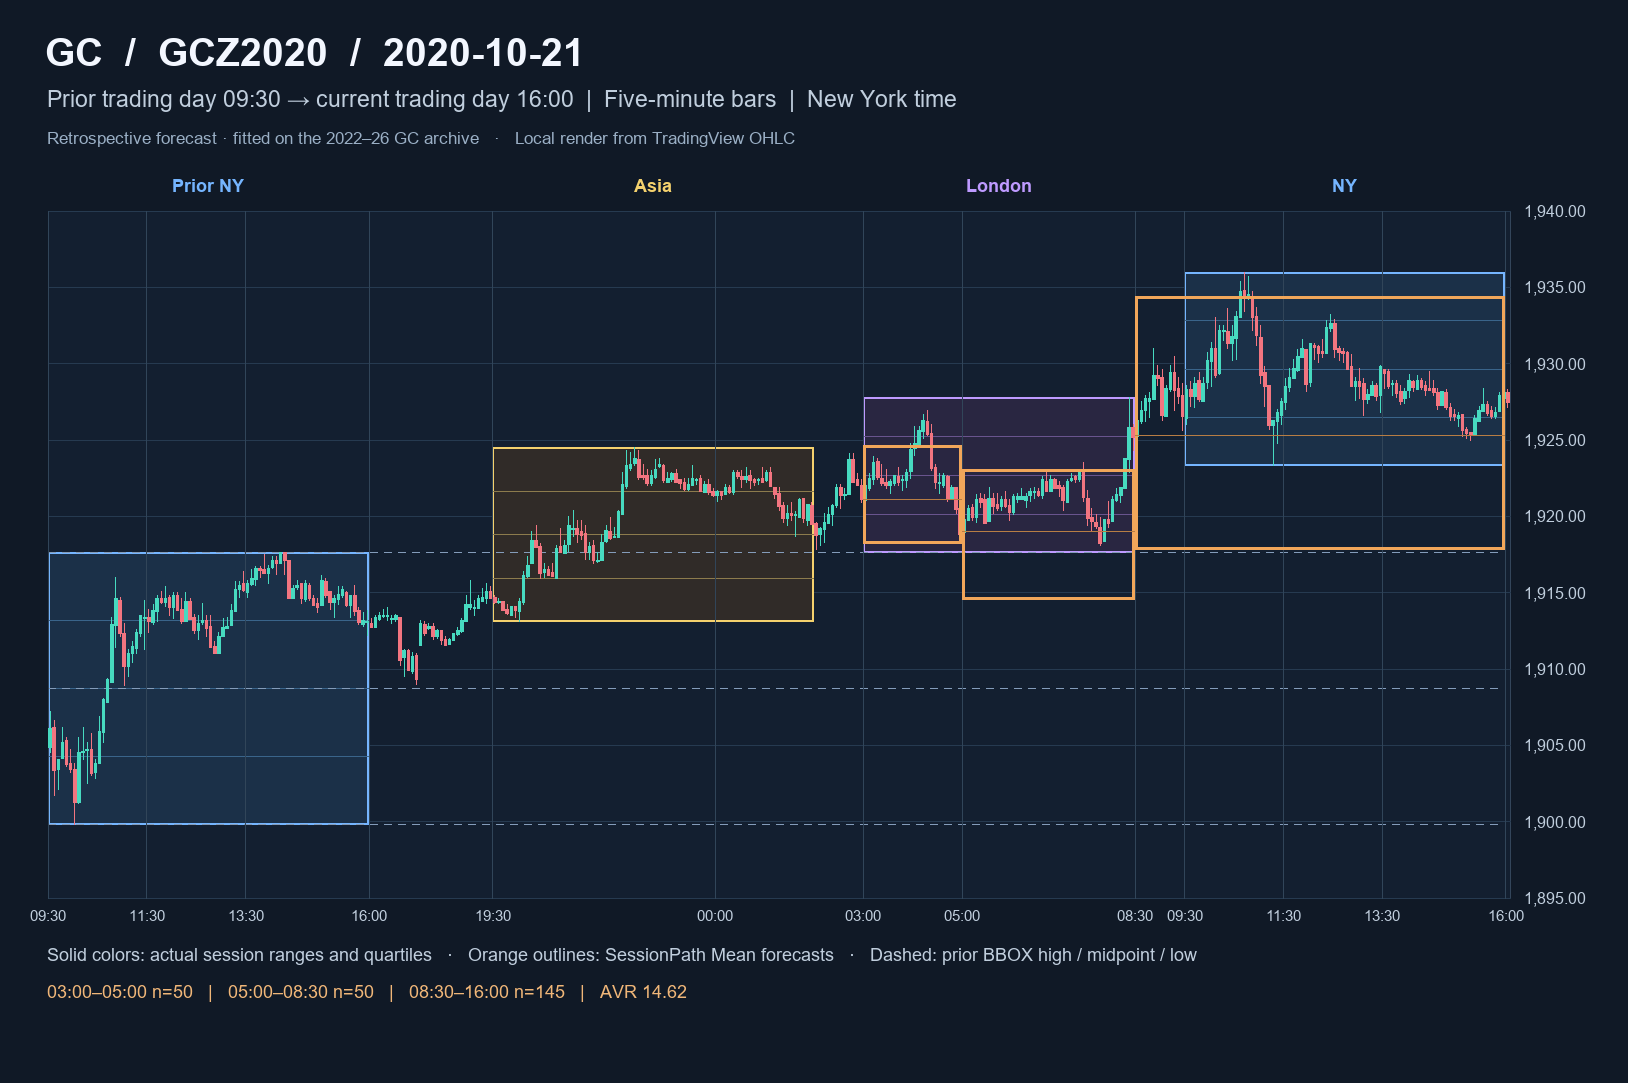 GC / GCZ2020 / 2020-10-21
Prior trading day 09:30 → current trading day 16:00 | Five-minute bars | New York time
Retrospective forecast · fitted on the 2022–26 GC archive · Local render from TradingView OHLC
Prior NY Asia London NY
1,940.00
1,935.00
1,930.00
1,925.00
1,920.00
1,915.00
1,910.00
1,905.00
1,900.00
1,895.00
09:30 11:30 13:30 16:00 19:30 00:00 03:00 05:00 08:30 09:30 11:30 13:30 16:00
Solid colors: actual session ranges and quartiles · Orange outlines: SessionPath Mean forecasts · Dashed: prior BBOX high / midpoint / low
03:00–05:00 n=50 | 05:00–08:30 n=50 | 08:30–16:00 n=145 | AVR 14.62